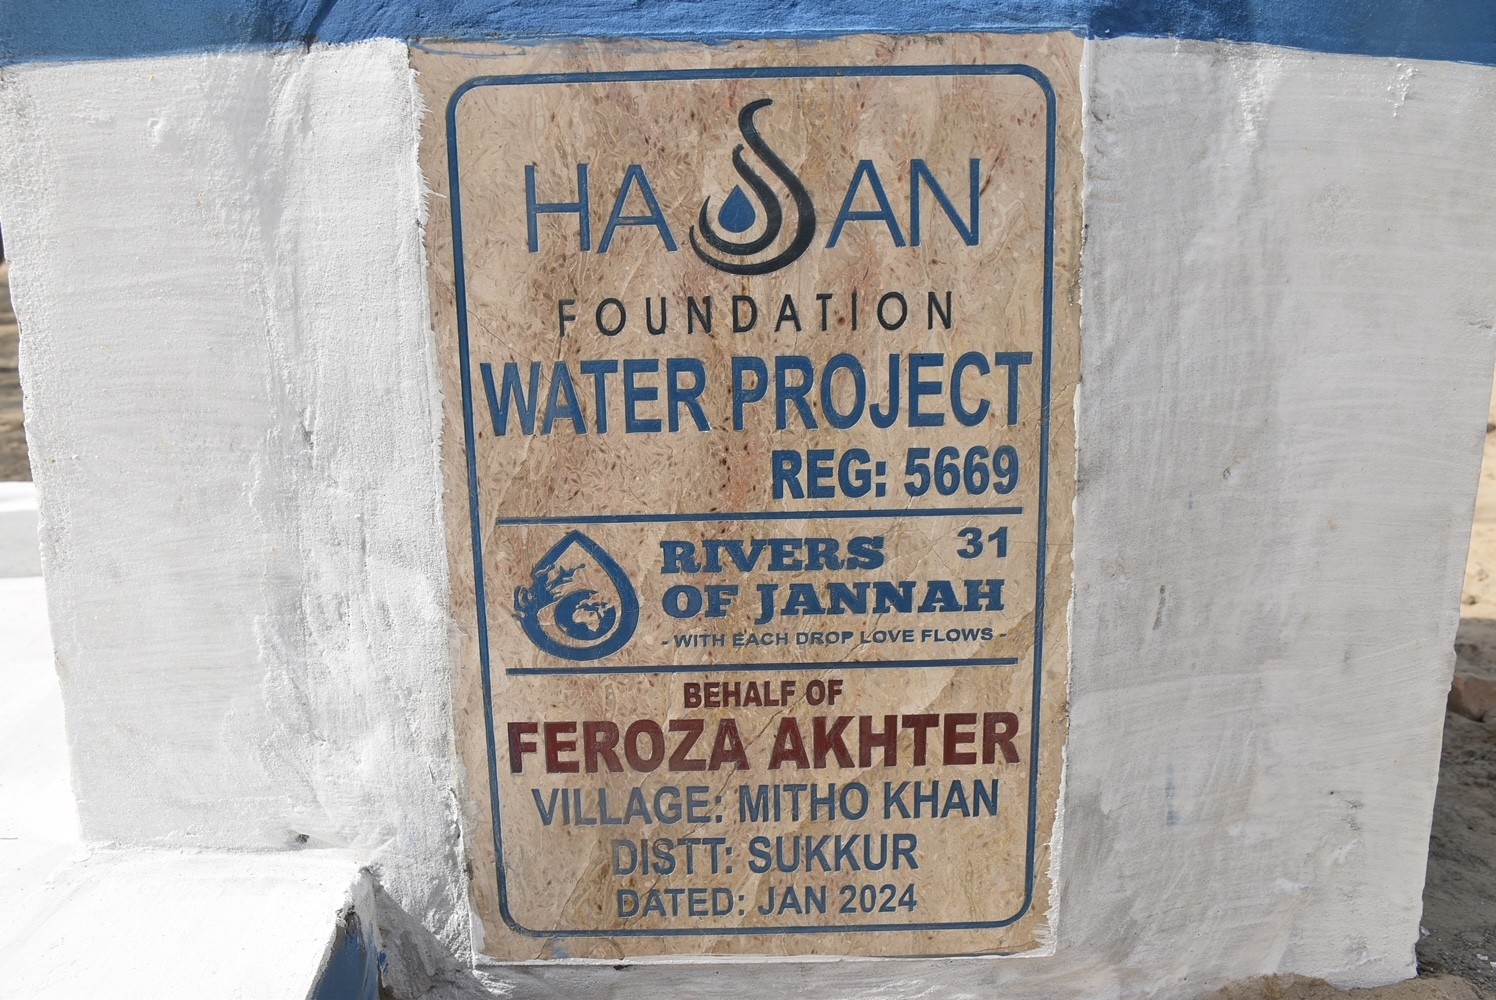 HASSAN
FOUNDATION
WATER PROJECT
REG: 5669
RIVERS 31
OF JANNAH
- WITH EACH DROP LOVE FLOWS -
BEHALF OF
FEROZA AKHTER
VILLAGE: MITHO KHAN
DISTT: SUKKUR
DATED: JAN 2024